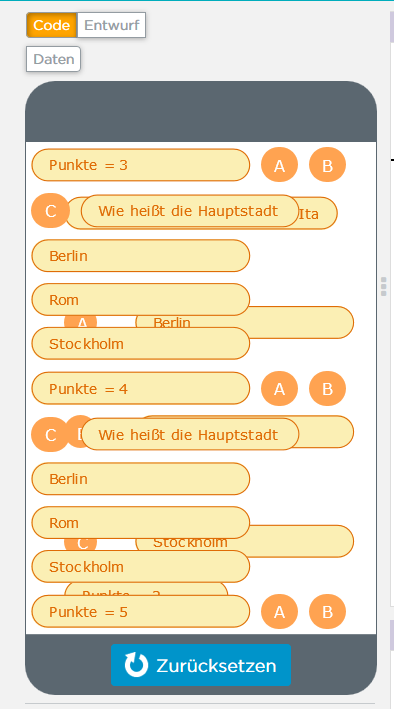 Code Entwurf
Daten
Punkte = 3 A B
C Wie heißt die Hauptstadt Ita
Berlin
Rom
A Berlin
Stockholm
Punkte = 4 A B
C Wie heißt die Hauptstadt
Berlin
Rom
C Stockholm
Stockholm
Punkte
Punkte = 5 A B
Zurücksetzen